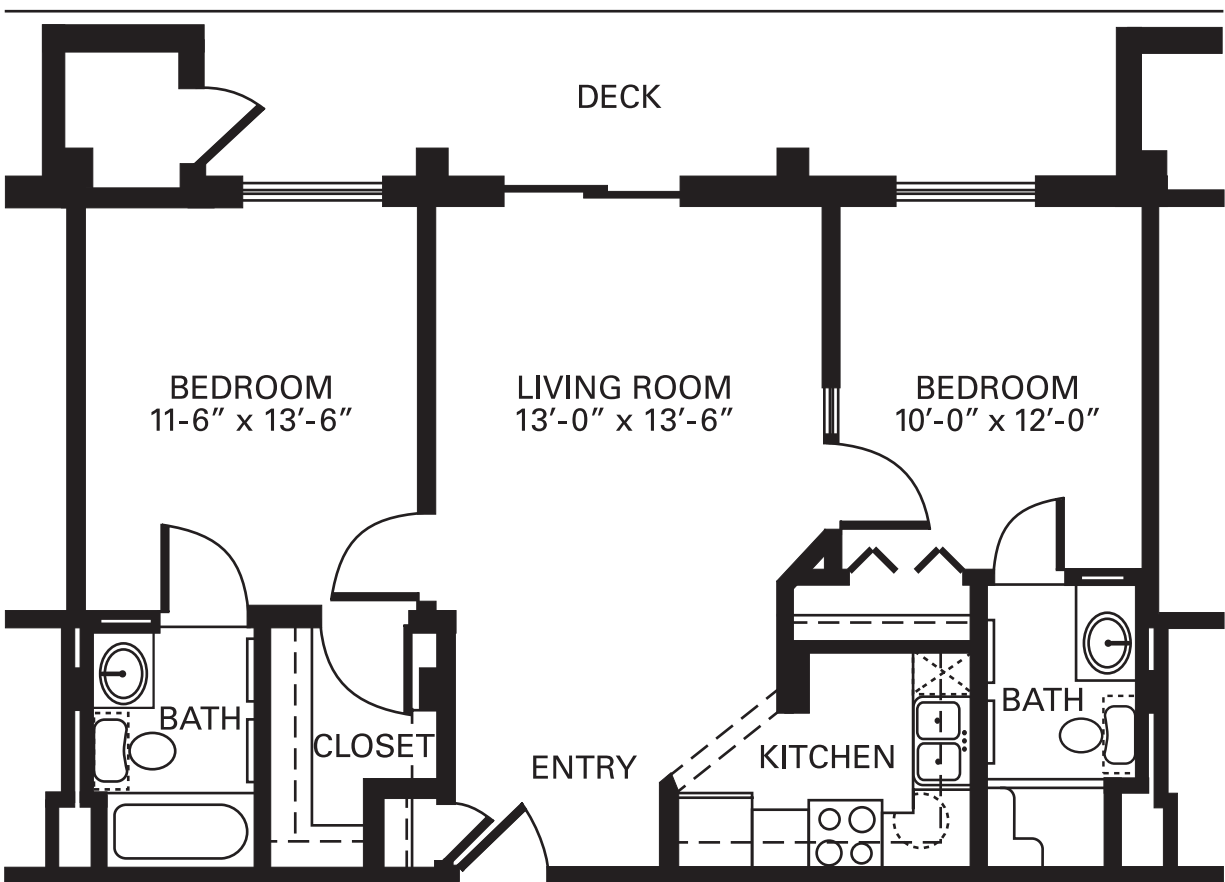 DECK
BEDROOM
11-6” x 13’-6”
LIVING ROOM
13’-0” x 13’-6”
BEDROOM
10’-0” x 12’-0”
BATH
CLOSET
ENTRY
KITCHEN
BATH